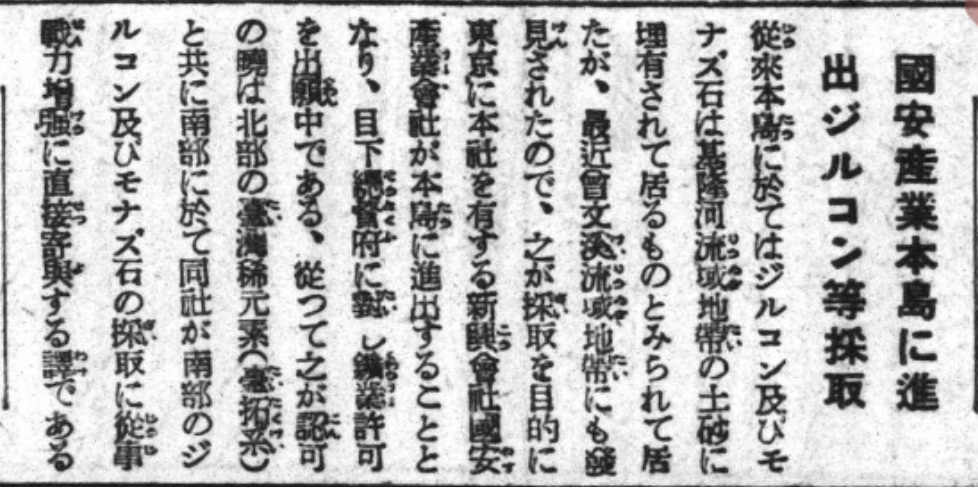 國安産業本島に進
出ジルコン等採取
從來本島に於てはジルコン及びモ
ナズ石は基隆河流域地帶の土砂に
埋有されて居るものとみられて居
たが、最近曾文溪流域地帶にも發
見されたので、之が採取を目的に
東京に本社を有する新興會社國安
産業會社が本島に進出することと
なり、目下總督府に對し鑛業許可
を出願中である、從つて之が認可
の曉は北部の臺灣稀元素(臺拓系)
と共に南部に於て同社が南部のジ
ルコン及びモナズ石の採取に從事
戰力增强に直接寄與する譯である